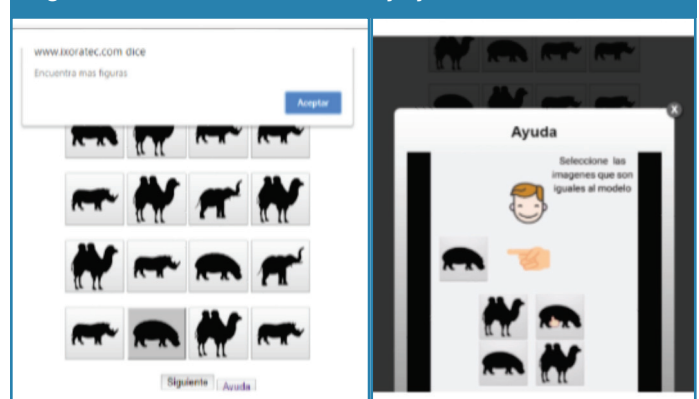 www.ixoratec.com dice
Encuentra mas figuras
Aceptar
Siguiente
Ayuda
Ayuda
Seleccione las
imagenes que son
iguales al modelo